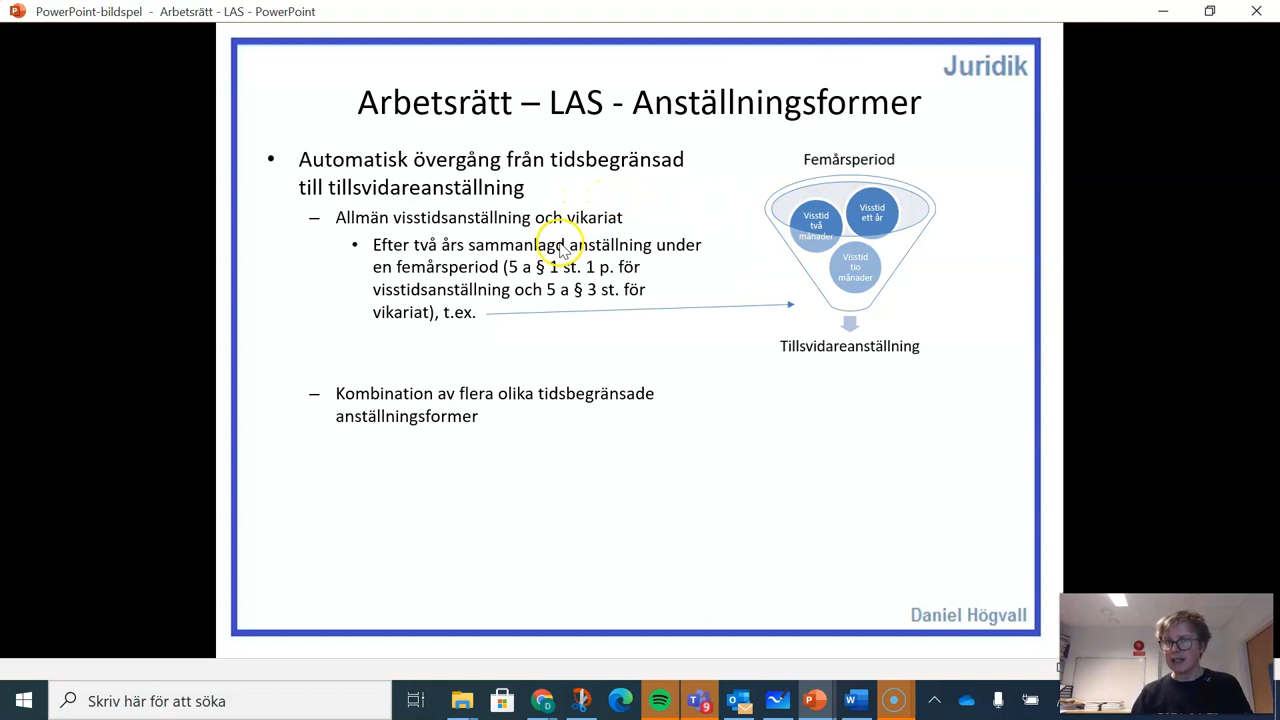 PowerPoint-bildspel - Arbetsrätt - LAS - PowerPoint
Juridik
Arbetsrätt – LAS - Anställningsformer
• Automatisk övergång från tidsbegränsad
till tillsvidareanställning
– Allmän visstidsanställning och vikariat
• Efter två års sammanlagd anställning under
en femårsperiod (5 a § 1 st. 1 p. för
visstidsanställning och 5 a § 3 st. för
vikariat), t.ex.
– Kombination av flera olika tidsbegränsade
anställningsformer
Femårsperiod
Visstid
två
månader
Visstid
ett år
Visstid
tio
månader
Tillsvidareanställning
Daniel Högvall
Skriv här för att söka